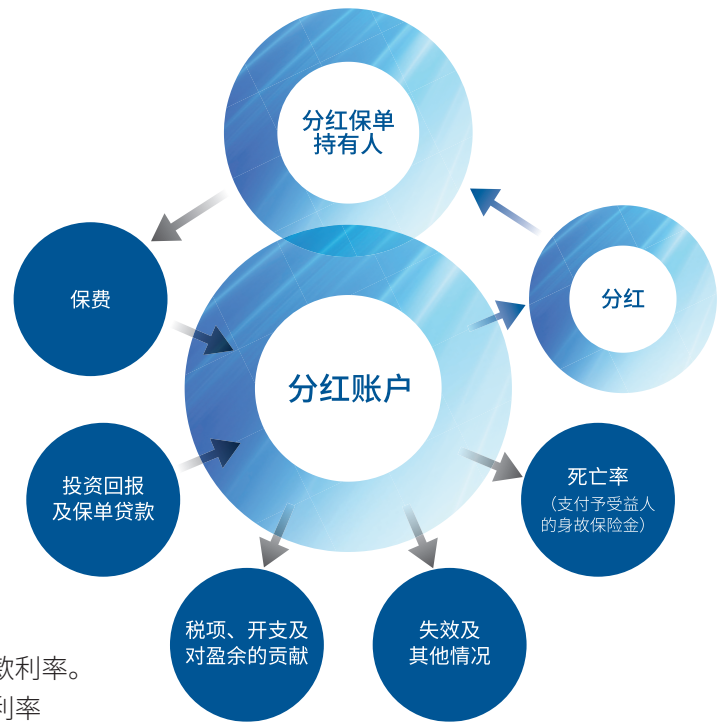 分红保单
持有人
保费
分红
分红账户
投资回报
及保单贷款
死亡率
（支付予受益人
的身故保险金）
税项、开支及
对盈余的贡献
失效及
其他情况
款利率。
利率